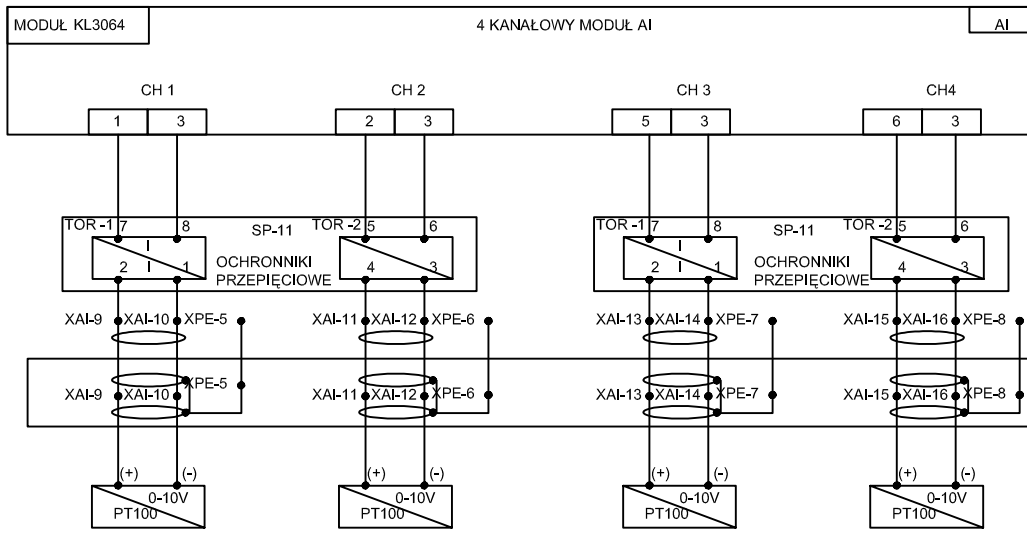 MODUŁ KL3064 4 KANAŁOWY MODUŁ AI AI
CH 1 CH 2 CH 3 CH4
1 3 2 3 5 3 6 3
TOR -1 7 8 TOR -2 5 6 TOR -1 7 8 TOR -2 5 6
SP-11 SP-11
I I
2 I 1 OCHRONNIKI 4 3 2 I 1 OCHRONNIKI 4 3
PRZEPIĘCIOWE PRZEPIĘCIOWE
XAI-9 XAI-10 XPE-5 XAI-11 XAI-12 XPE-6 XAI-13 XAI-14 XPE-7 XAI-15 XAI-16 XPE-8
XAI-9 XAI-10 XPE-5 XAI-11 XAI-12 XPE-6 XAI-13 XAI-14 XPE-7 XAI-15 XAI-16 XPE-8
(+) (-) (+) (-) (+) (-) (+) (-)
0-10V 0-10V 0-10V 0-10V
PT100 PT100 PT100 PT100